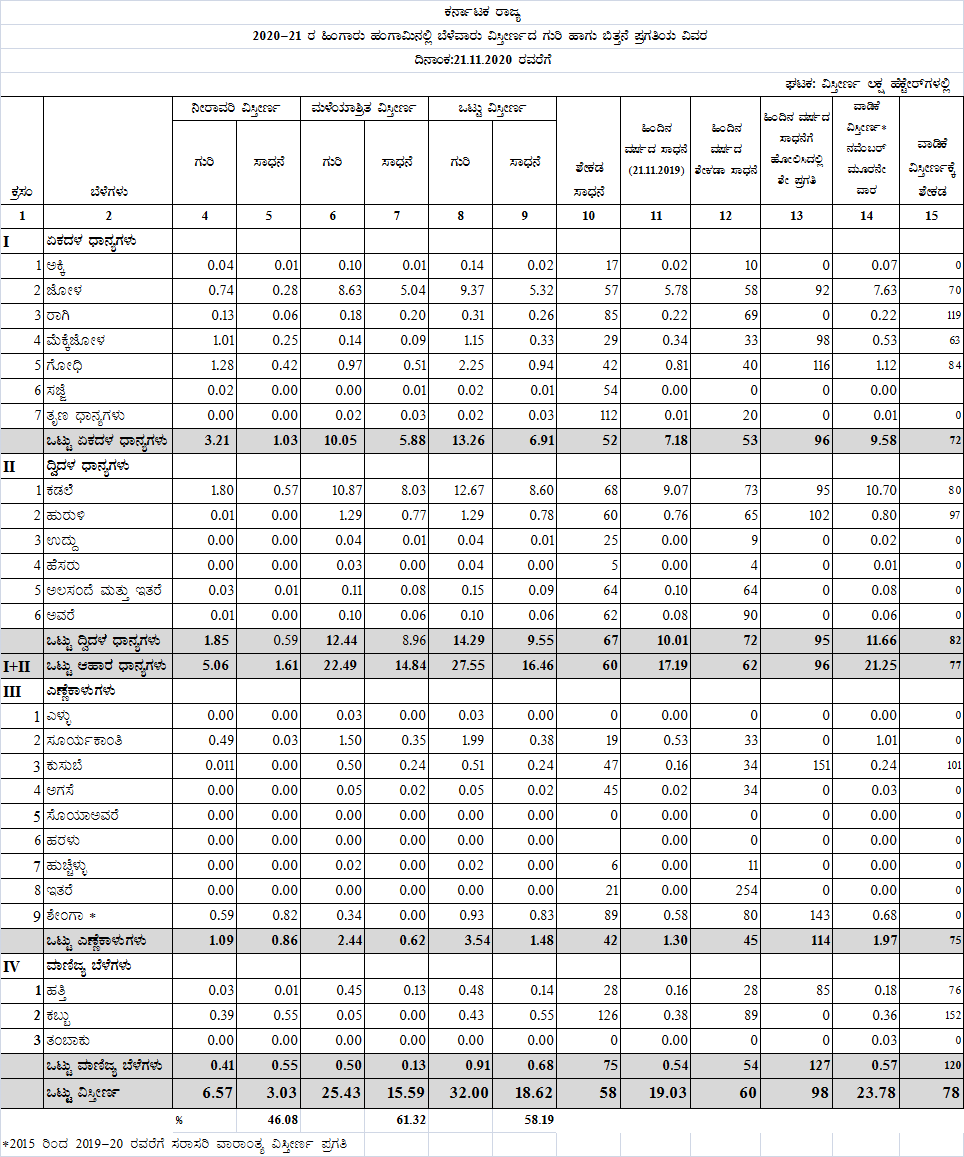 ಕರ್ನಾಟಕ ರಾಜ್ಯ
2020-21 ರ ಹಿಂಗಾರು ಹಂಗಾಮಿನಲ್ಲಿ ಬೆಳೆವಾರು ವಿಸ್ತೀರ್ಣದ ಗುರಿ ಹಾಗು ಬಿತ್ತನೆ ಪ್ರಗತಿಯ ವಿವರ
ದಿನಾಂಕ:21.11.2020 ರವರೆಗೆ
ಘಟಕ: ವಿಸ್ತೀರ್ಣ ಲಕ್ಷ ಹೆಕ್ಟೇರ್‌ಗಳಲ್ಲಿ
ಕ್ರಸಂ ಬೆಳೆಗಳು ನೀರಾವರಿ ವಿಸ್ತೀರ್ಣ ಮಳೆಯಾಶ್ರಿತ ವಿಸ್ತೀರ್ಣ ಒಟ್ಟು ವಿಸ್ತೀರ್ಣ ಶೇಕಡ ಸಾಧನೆ ಹಿಂದಿನ ವರ್ಷದ ಸಾಧನೆ (21.11.2019) ಹಿಂದಿನ ವರ್ಷದ ಶೇಕಡಾ ಸಾಧನೆ ಹಿಂದಿನ ವರ್ಷದ ಸಾಧನೆಗೆ ಹೋಲಿಸಿದಲ್ಲಿ ಶೇ ಪ್ರಗತಿ ವಾಡಿಕೆ ವಿಸ್ತೀರ್ಣ* ನವೆಂಬರ್ ಮೂರನೇ ವಾರ ವಾಡಿಕೆ ವಿಸ್ತೀರ್ಣಕ್ಕೆ ಶೇಕಡ
ಗುರಿ ಸಾಧನೆ ಗುರಿ ಸಾಧನೆ ಗುರಿ ಸಾಧನೆ
1 2 4 5 6 7 8 9 10 11 12 13 14 15
I ಏಕದಳ ಧಾನ್ಯಗಳು
1 ಅಕ್ಕಿ 0.04 0.01 0.10 0.01 0.14 0.02 17 0.02 10 0 0.07 0
2 ಜೋಳ 0.74 0.28 8.63 5.04 9.37 5.32 57 5.78 58 92 7.63 70
3 ರಾಗಿ 0.13 0.06 0.18 0.20 0.31 0.26 85 0.22 69 0 0.22 119
4 ಮೆಕ್ಕೆಜೋಳ 1.01 0.25 0.14 0.09 1.15 0.33 29 0.34 33 98 0.53 63
5 ಗೋಧಿ 1.28 0.42 0.97 0.51 2.25 0.94 42 0.81 40 116 1.12 84
6 ಸಜ್ಜೆ 0.02 0.00 0.00 0.01 0.02 0.01 54 0.00 0 0 0.00
7 ತೃಣ ಧಾನ್ಯಗಳು 0.00 0.00 0.02 0.03 0.02 0.03 112 0.01 20 0 0.01 0
ಒಟ್ಟು ಏಕದಳ ಧಾನ್ಯಗಳು 3.21 1.03 10.05 5.88 13.26 6.91 52 7.18 53 96 9.58 72
II ದ್ವಿದಳ ಧಾನ್ಯಗಳು
1 ಕಡಲೆ 1.80 0.57 10.87 8.03 12.67 8.60 68 9.07 73 95 10.70 80
2 ಹುರುಳಿ 0.01 0.00 1.29 0.77 1.29 0.78 60 0.76 65 102 0.80 97
3 ಉದ್ದು 0.00 0.00 0.04 0.01 0.04 0.01 25 0.00 9 0 0.02 0
4 ಹೆಸರು 0.00 0.00 0.03 0.00 0.04 0.00 5 0.00 4 0 0.01 0
5 ಅಲಸಂದೆ ಮತ್ತು ಇತರೆ 0.03 0.01 0.11 0.08 0.15 0.09 64 0.10 64 0 0.08 0
6 ಅವರೆ 0.01 0.00 0.10 0.06 0.10 0.06 62 0.08 90 0 0.06 0
ಒಟ್ಟು ದ್ವಿದಳ ಧಾನ್ಯಗಳು 1.85 0.59 12.44 8.96 14.29 9.55 67 10.01 72 95 11.66 82
I+II ಒಟ್ಟು ಆಹಾರ ಧಾನ್ಯಗಳು 5.06 1.61 22.49 14.84 27.55 16.46 60 17.19 62 96 21.25 77
III ಎಣ್ಣೆಕಾಳುಗಳು
1 ಎಳ್ಳು 0.00 0.00 0.03 0.00 0.03 0.00 0 0.00 0 0 0.00 0
2 ಸೂರ್ಯಕಾಂತಿ 0.49 0.03 1.50 0.35 1.99 0.38 19 0.53 33 0 1.01 0
3 ಕುಸುಬೆ 0.011 0.00 0.50 0.24 0.51 0.24 47 0.16 34 151 0.24 101
4 ಅಗಸೆ 0.00 0.00 0.05 0.02 0.05 0.02 45 0.02 34 0 0.03 0
5 ಸೊಯಾಅವರೆ 0.00 0.00 0.00 0.00 0.00 0.00 0 0.00 0 0 0.00 0
6 ಹರಳು 0.00 0.00 0.00 0.00 0.00 0.00 0.00 0 0.00 0
7 ಹುಚ್ಚೆಳ್ಳು 0.00 0.00 0.02 0.00 0.02 0.00 6 0.00 11 0 0.00 0
8 ಇತರೆ 0.00 0.00 0.00 0.00 0.00 0.00 21 0.00 254 0 0.00 0
9 ಶೇಂಗಾ * 0.59 0.82 0.34 0.00 0.93 0.83 89 0.58 80 143 0.68 0
ಒಟ್ಟು ಎಣ್ಣೆಕಾಳುಗಳು 1.09 0.86 2.44 0.62 3.54 1.48 42 1.30 45 114 1.97 75
IV ವಾಣಿಜ್ಯ ಬೆಳೆಗಳು
1 ಹತ್ತಿ 0.03 0.01 0.45 0.13 0.48 0.14 28 0.16 28 85 0.18 76
2 ಕಬ್ಬು 0.39 0.55 0.05 0.00 0.43 0.55 126 0.38 89 0 0.36 152
3 ತಂಬಾಕು 0.00 0.00 0.00 0.00 0.00 0.00 0 0.00 0 0 0.03 0
ಒಟ್ಟು ವಾಣಿಜ್ಯ ಬೆಳೆಗಳು 0.41 0.55 0.50 0.13 0.91 0.68 75 0.54 54 127 0.57 120
ಒಟ್ಟು ವಿಸ್ತೀರ್ಣ 6.57 3.03 25.43 15.59 32.00 18.62 58 19.03 60 98 23.78 78
% 46.08 61.32 58.19
*2015 ರಿಂದ 2019-20 ರವರೆಗೆ ಸರಾಸರಿ ವಾರಾಂತ್ಯ ವಿಸ್ತೀರ್ಣ ಪ್ರಗತಿ